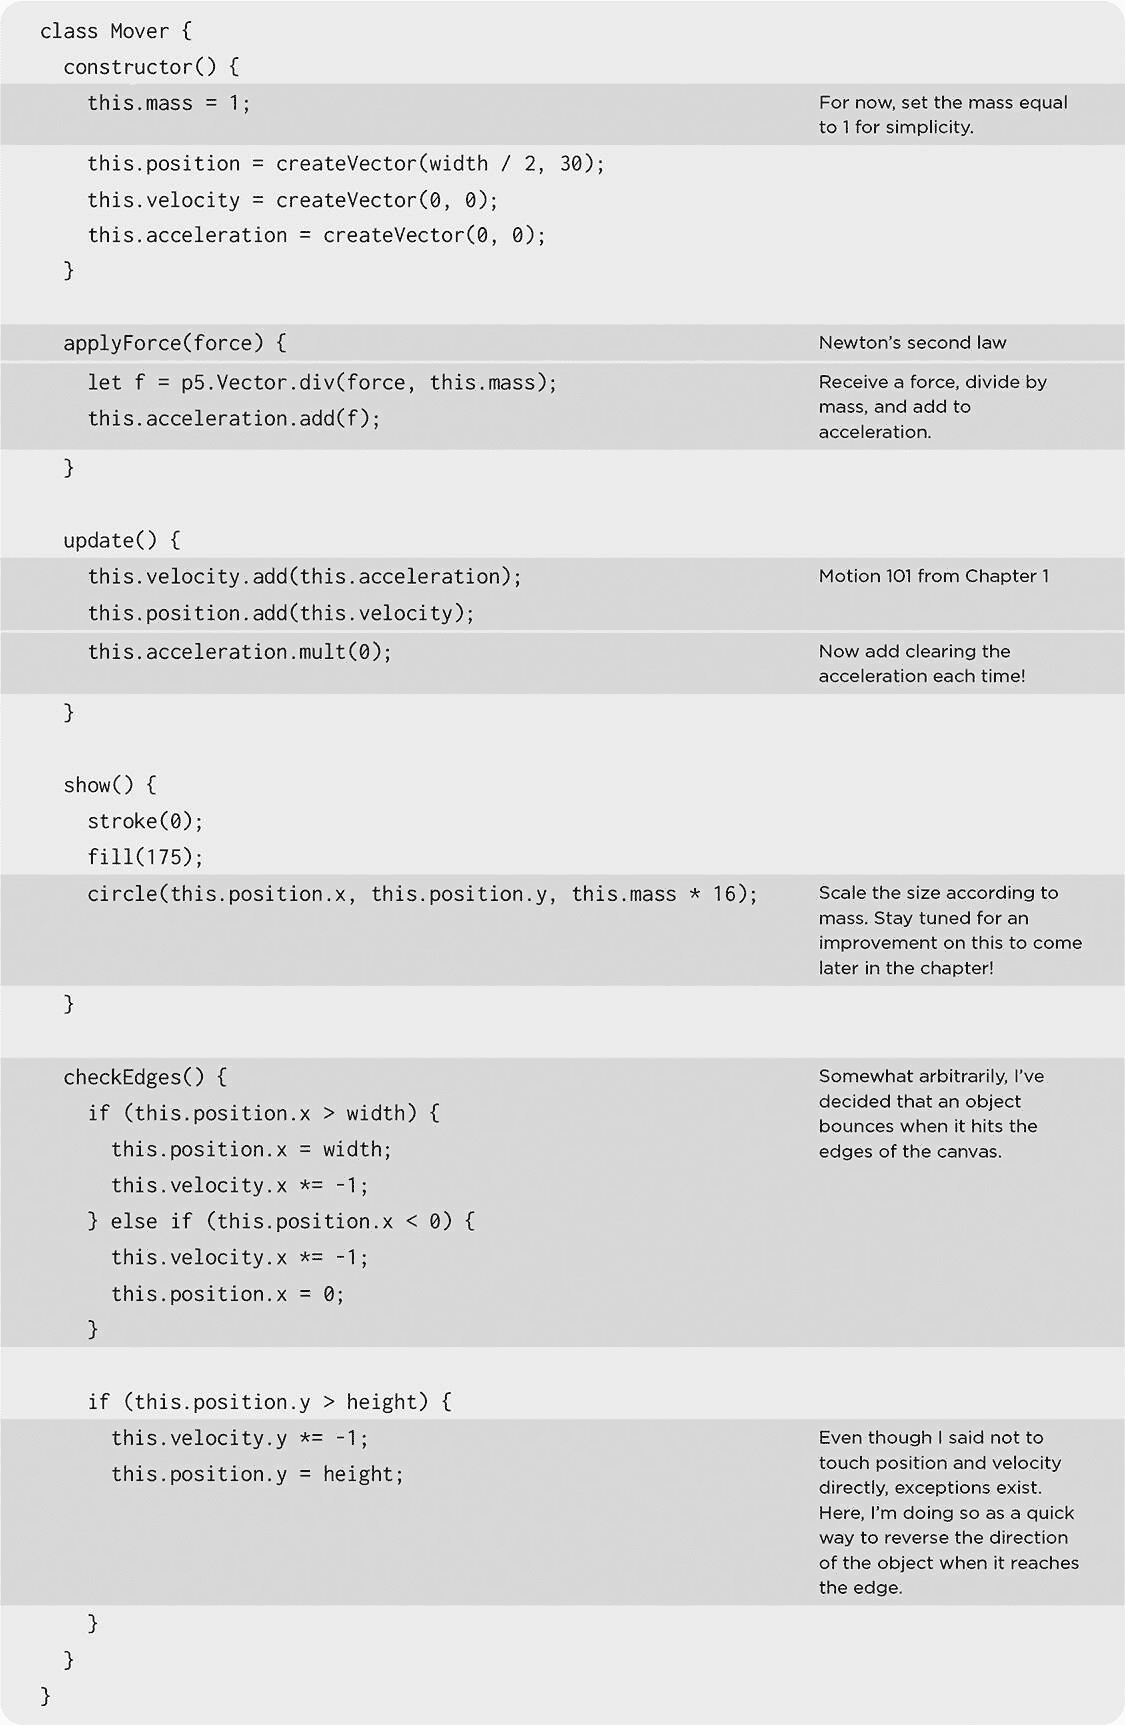 class Mover {
constructor() {
this.mass = 1;
For now, set the mass equal
to 1 for simplicity.
this.position = createVector(width / 2, 30);
this.velocity = createVector(0, 0);
this.acceleration = createVector(0, 0);
}
applyForce(force) {
Newton's second law
let f = p5.Vector.div(force, this.mass);
this.acceleration.add(f);
Receive a force, divide by
mass, and add to
acceleration.
}
update() {
this.velocity.add(this.acceleration);
Motion 101 from Chapter 1
this.position.add(this.velocity);
this.acceleration.mult(0);
Now add clearing the
acceleration each time!
}
show() {
stroke(0);
fill(175);
circle(this.position.x, this.position.y, this.mass * 16);
Scale the size according to
mass. Stay tuned for an
improvement on this to come
later in the chapter!
}
checkEdges() {
if (this.position.x > width) {
this.position.x = width;
this.velocity.x *= -1;
} else if (this.position.x < 0) {
this.velocity.x *= -1;
this.position.x = 0;
}
Somewhat arbitrarily, I've
decided that an object
bounces when it hits the
edges of the canvas.
if (this.position.y > height) {
this.velocity.y *= -1;
this.position.y = height;
Even though I said not to
touch position and velocity
directly, exceptions exist.
Here, I'm doing so as a quick
way to reverse the direction
of the object when it reaches
the edge.
}
}
}